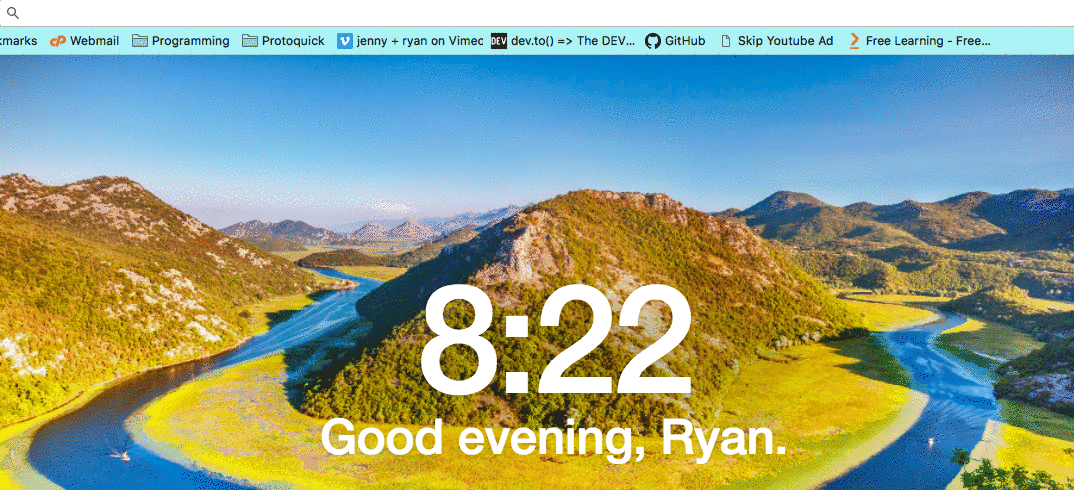 kmarks Webmail Programming Protoquick jenny + ryan on Vimec DEV dev.to() => The DEV... GitHub Skip Youtube Ad Free Learning - Free...
8:22
Good evening, Ryan.